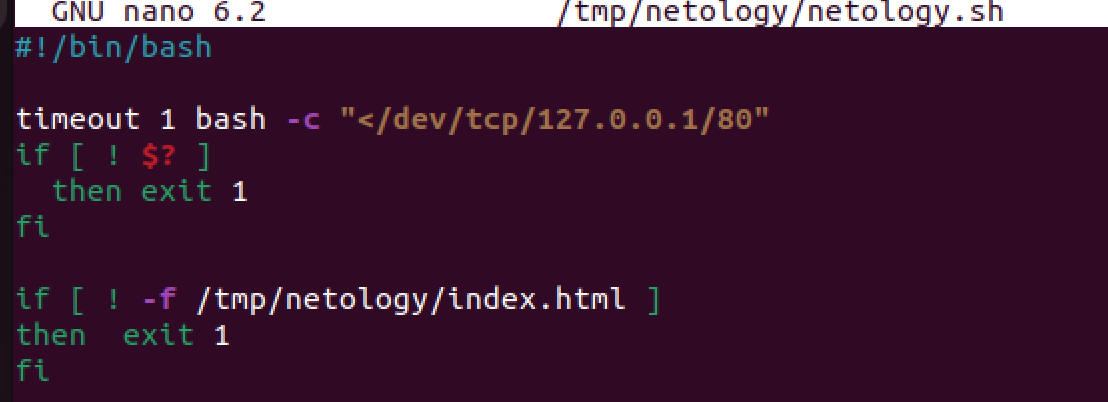 GNU nano 6.2 /tmp/netology/netology.sh
#!/bin/bash
timeout 1 bash -c "</dev/tcp/127.0.0.1/80"
if [ ! $? ]
then exit 1
fi
if [ ! -f /tmp/netology/index.html ]
then  exit 1
fi